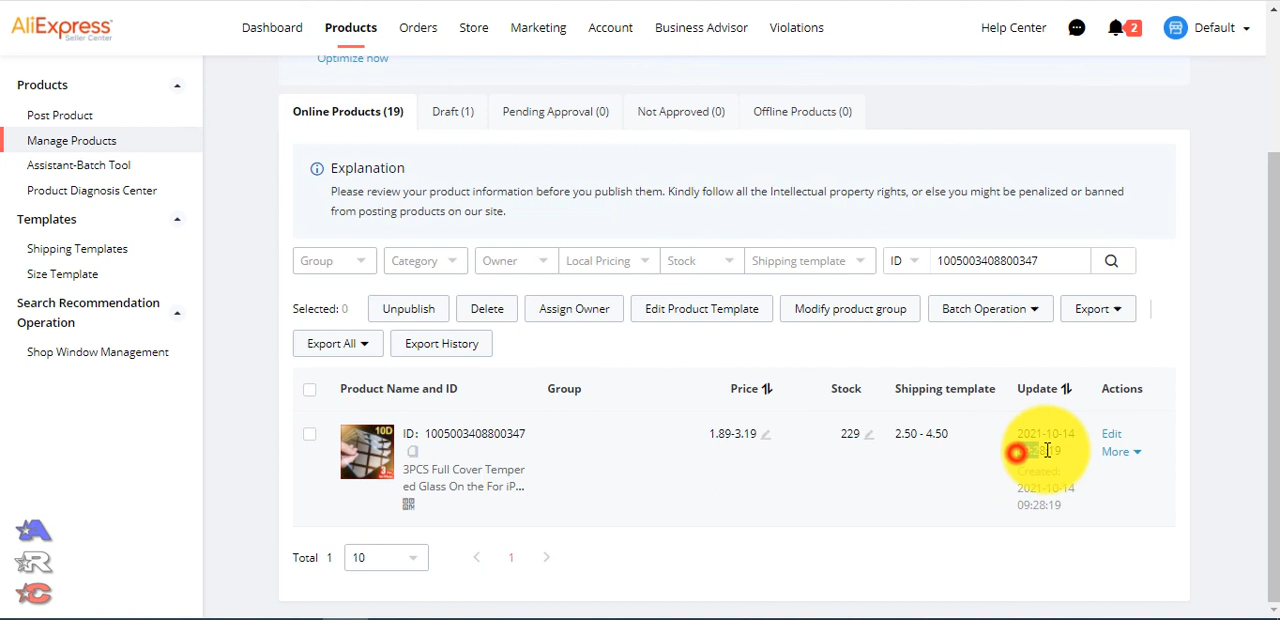 AliExpress
Seller Center
Dashboard Products Orders Store Marketing Account Business Advisor Violations Help Center 2 Default
Optimize now
Products
Post Product
Manage Products
Assistant-Batch Tool
Product Diagnosis Center
Templates
Shipping Templates
Size Template
Search Recommendation
Operation
Shop Window Management
Online Products (19) Draft (1) Pending Approval (0) Not Approved (0) Offline Products (0)
Explanation
Please review your product information before you publish them. Kindly follow all the Intellectual property rights, or else you might be penalized or banned
from posting products on our site.
Group Category Owner Local Pricing Stock Shipping template ID 1005003408800347
Selected: 0 Unpublish Delete Assign Owner Edit Product Template Modify product group Batch Operation Export
Export All Export History
Product Name and ID Group Price Stock Shipping template Update Actions
10D
ID: 1005003408800347 1.89-3.19 229 2.50 - 4.50 2021-10-14 Edit
More
3PCS Full Cover Temper
ed Glass On the For iP...
Created:
2021-10-14
09:28:19
Total 1 10 1
A
R
C